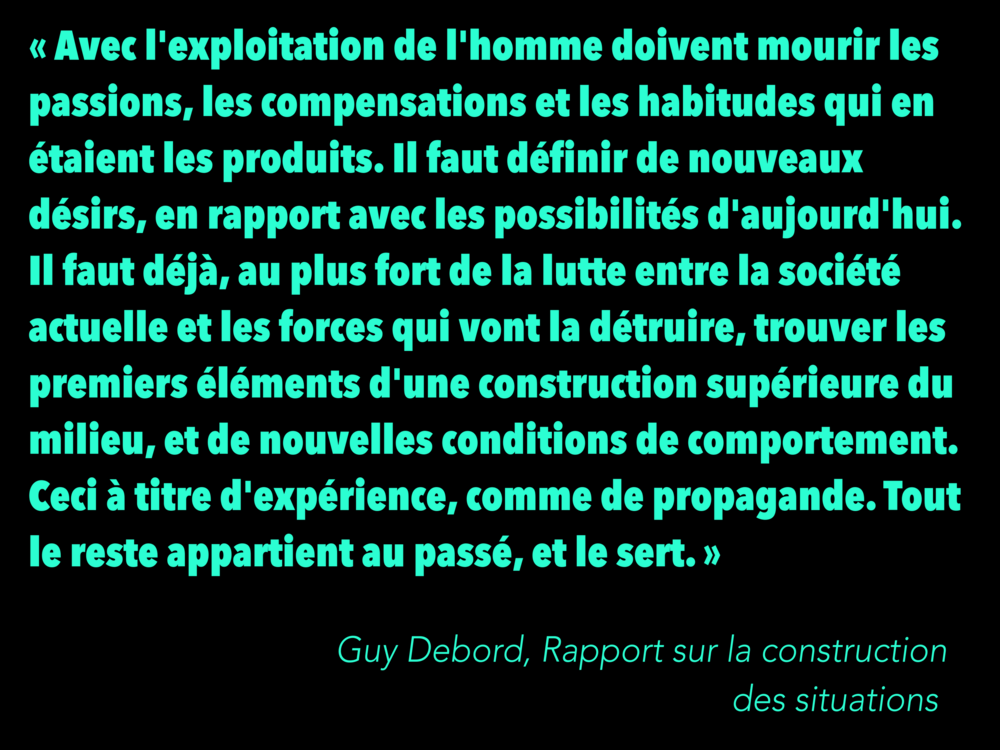 « Avec l'exploitation de l'homme doivent mourir les
passions, les compensations et les habitudes qui en
étaient les produits. Il faut définir de nouveaux
désirs, en rapport avec les possibilités d'aujourd'hui.
Il faut déjà, au plus fort de la lutte entre la société
actuelle et les forces qui vont la détruire, trouver les
premiers éléments d'une construction supérieure du
milieu, et de nouvelles conditions de comportement.
Ceci à titre d'expérience, comme de propagande. Tout
le reste appartient au passé, et le sert. »
Guy Debord, Rapport sur la construction
des situations